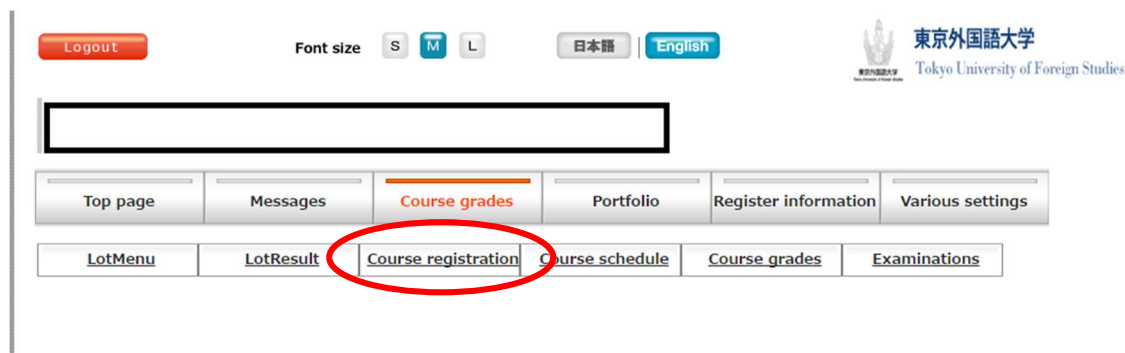 Logout Font size S M L 日本語 English 東京外国語大学
Tokyo University of Foreign Studies
Top page Messages Course grades Portfolio Register information Various settings
LotMenu LotResult Course registration Course schedule Course grades Examinations